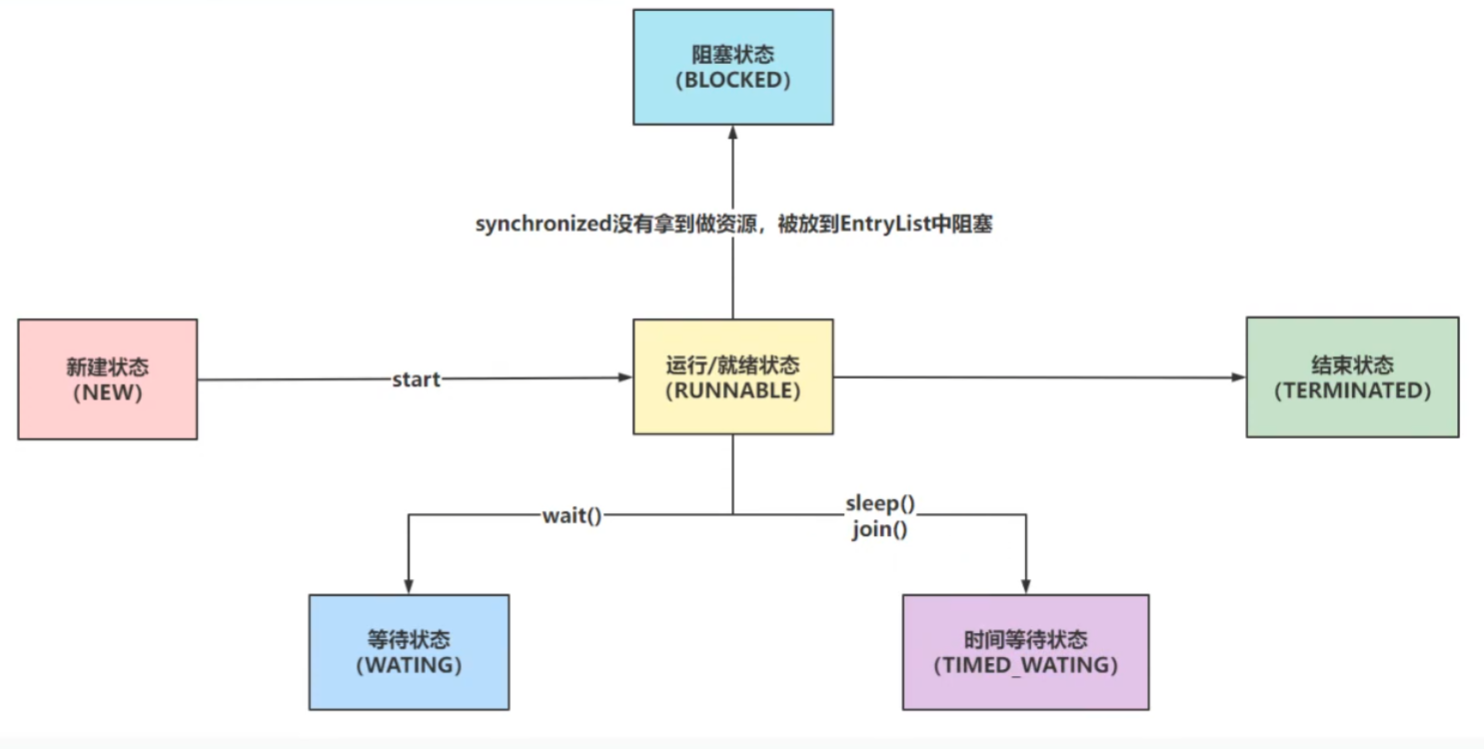 阻塞状态
（BLOCKED）
synchronized没有拿到做资源，被放到EntryList中阻塞
新建状态
（NEW）
start
运行/就绪状态
（RUNNABLE）
结束状态
（TERMINATED）
wait()
sleep()
join()
等待状态
（WATING）
时间等待状态
（TIMED_WATING）